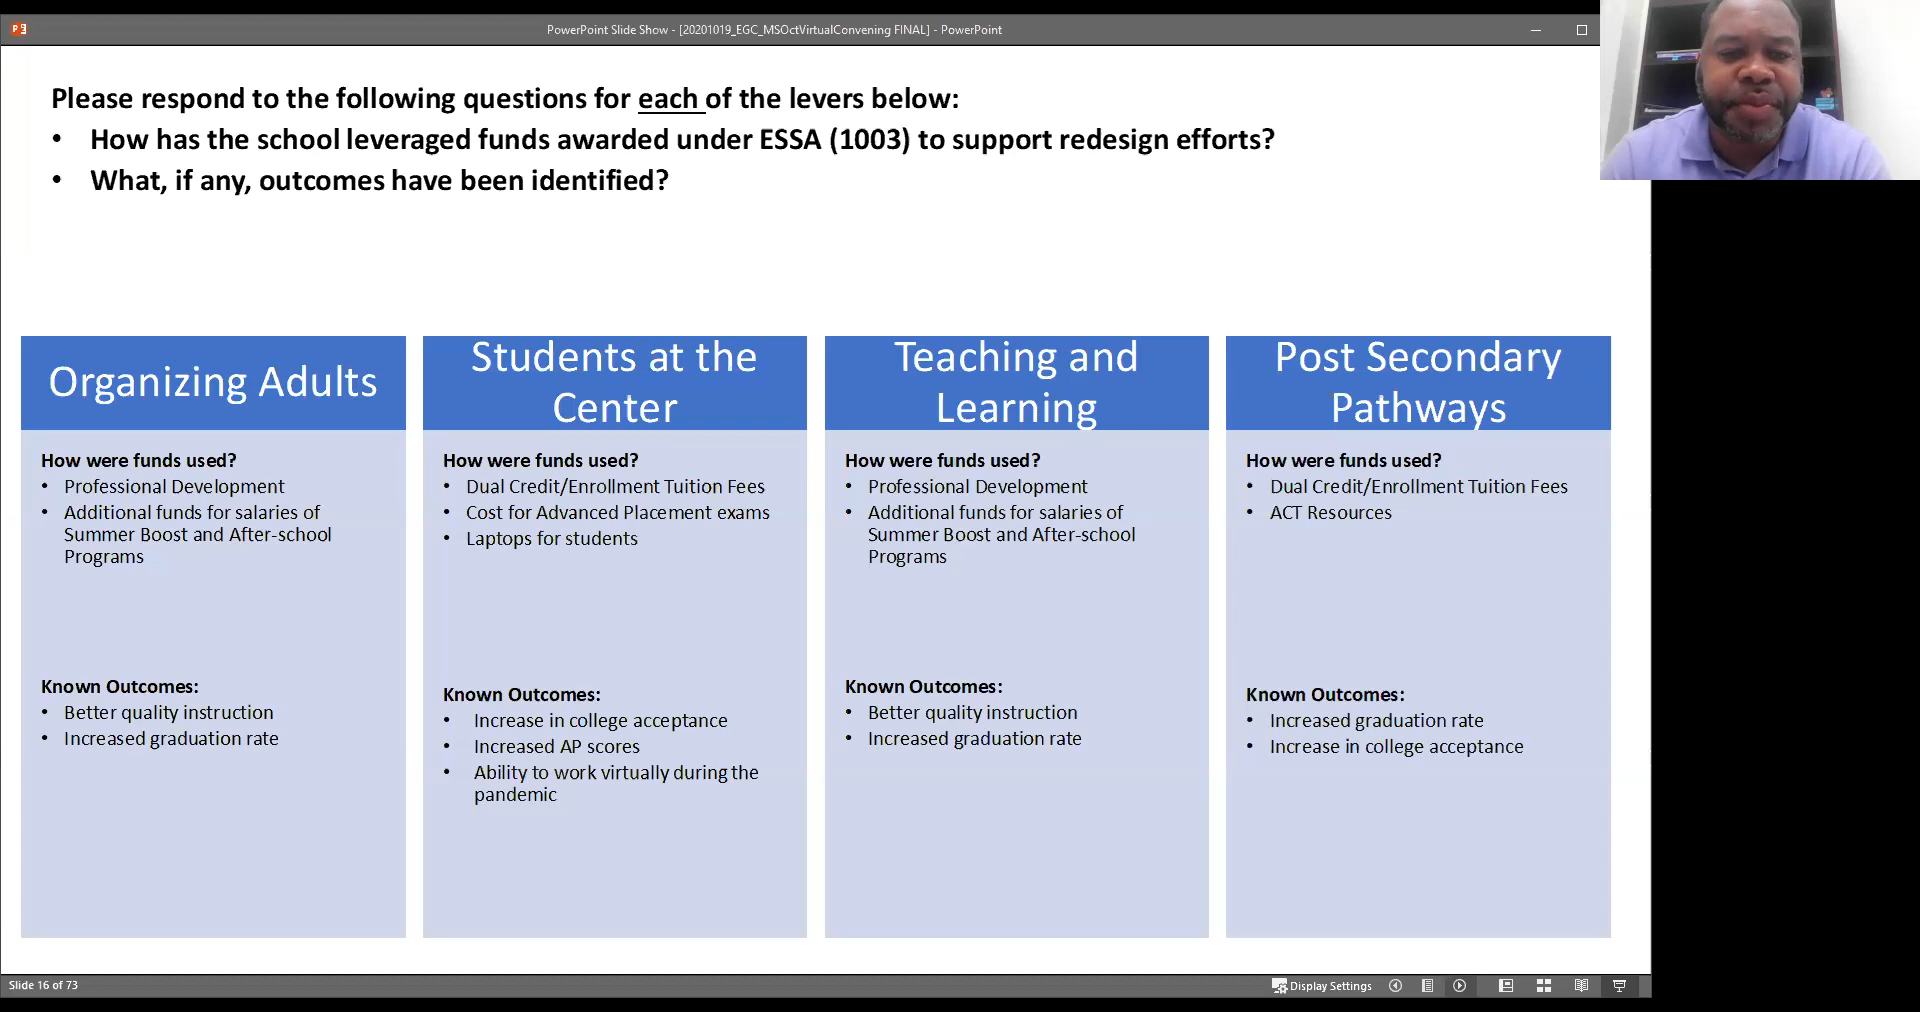 PowerPoint Slide Show - [20201019_EGC_MSOctVirtualConvening FINAL] - PowerPoint
Please respond to the following questions for each of the levers below:
• How has the school leveraged funds awarded under ESSA (1003) to support redesign efforts?
• What, if any, outcomes have been identified?
Organizing Adults
How were funds used?
• Professional Development
• Additional funds for salaries of
Summer Boost and After-school
Programs
Known Outcomes:
• Better quality instruction
• Increased graduation rate
Students at the
Center
How were funds used?
• Dual Credit/Enrollment Tuition Fees
• Cost for Advanced Placement exams
• Laptops for students
Known Outcomes:
• Increase in college acceptance
• Increased AP scores
• Ability to work virtually during the
pandemic
Teaching and
Learning
How were funds used?
• Professional Development
• Additional funds for salaries of
Summer Boost and After-school
Programs
Known Outcomes:
• Better quality instruction
• Increased graduation rate
Post Secondary
Pathways
How were funds used?
• Dual Credit/Enrollment Tuition Fees
• ACT Resources
Known Outcomes:
• Increased graduation rate
• Increase in college acceptance
Slide 16 of 73
Display Settings